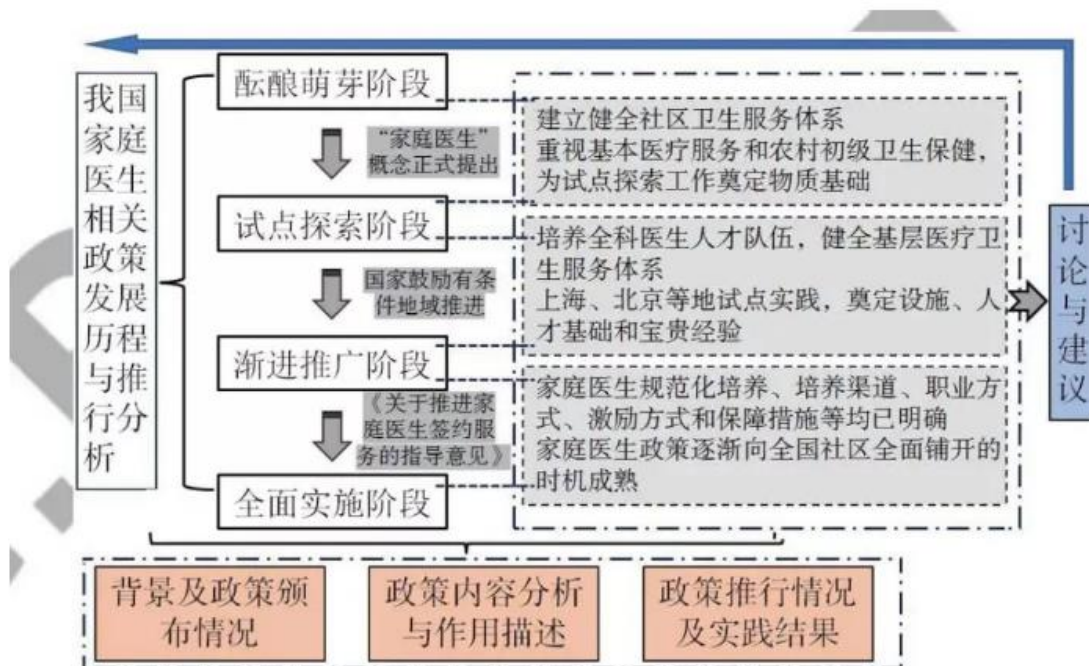 我国
家庭
医生
相关
政策
发展
历程
与推
行分
析
酝酿萌芽阶段
“家庭医生”
概念正式提出
试点探索阶段
国家鼓励有条
件地域推进
渐进推广阶段
《关于推进家
庭医生签约服
务的指导意见》
全面实施阶段
建立健全社区卫生服务体系
重视基本医疗服务和农村初级卫生保健，
为试点探索工作奠定物质基础
培养全科医生人才队伍，健全基层医疗卫
生服务体系
上海、北京等地试点实践，奠定设施、人
才基础和宝贵经验
家庭医生规范化培养、培养渠道、职业方
式、激励方式和保障措施等均已明确
家庭医生政策逐渐向全国社区全面铺开的
时机成熟
讨论与建议
背景及政策颁
布情况
政策内容分析
与作用描述
政策推行情况
及实践结果